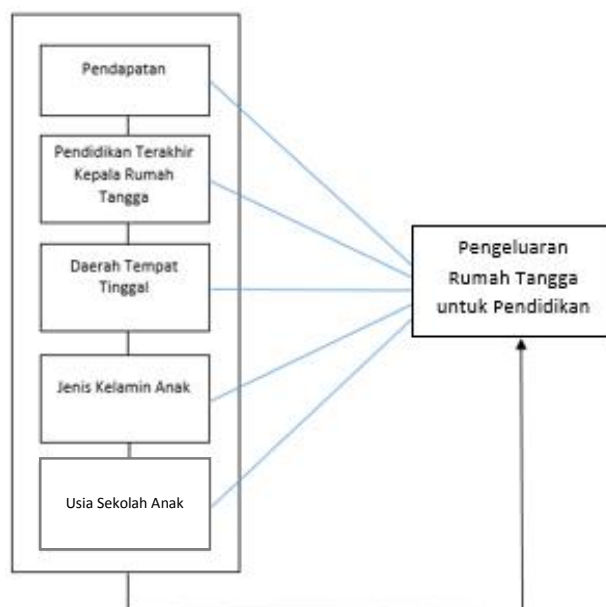 Pendapatan
Pendidikan Terakhir
Kepala Rumah
Tangga
Daerah Tempat
Tinggal
Jenis Kelamin Anak
Usia Sekolah Anak
Pengeluaran
Rumah Tangga
untuk Pendidikan